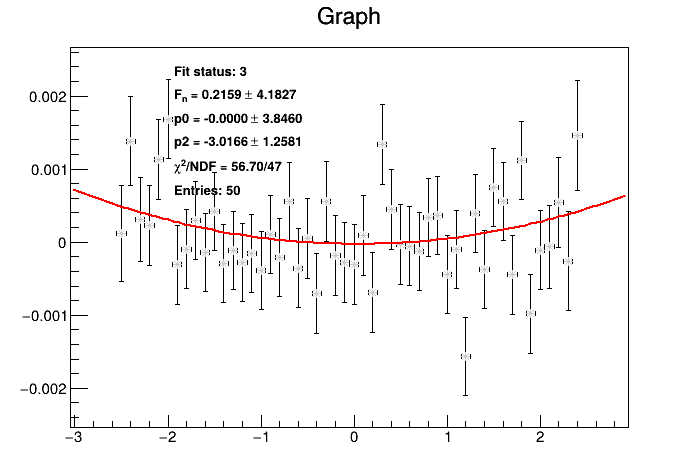 Graph
Fit status: 3
Fn = 0.2159 ± 4.1827
p0 = -0.0000 ± 3.8460
p2 = -3.0166 ± 1.2581
χ²/NDF = 56.70/47
Entries: 50
0.002
0.001
0
−0.001
−0.002
−3 −2 −1 0 1 2